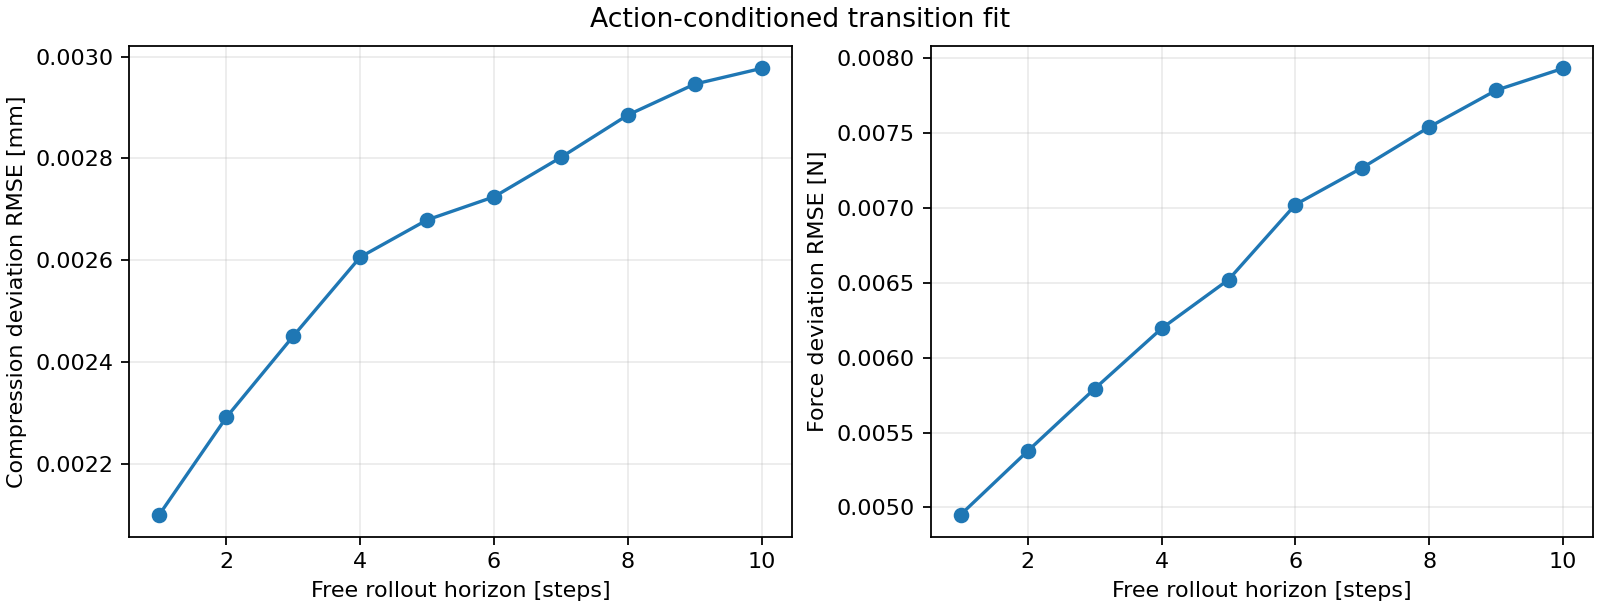 Action-conditioned transition fit
Compression deviation RMSE [mm]
0.0030
0.0028
0.0026
0.0024
0.0022
2 4 6 8 10
Free rollout horizon [steps]
Force deviation RMSE [N]
0.0080
0.0075
0.0070
0.0065
0.0060
0.0055
0.0050
2 4 6 8 10
Free rollout horizon [steps]